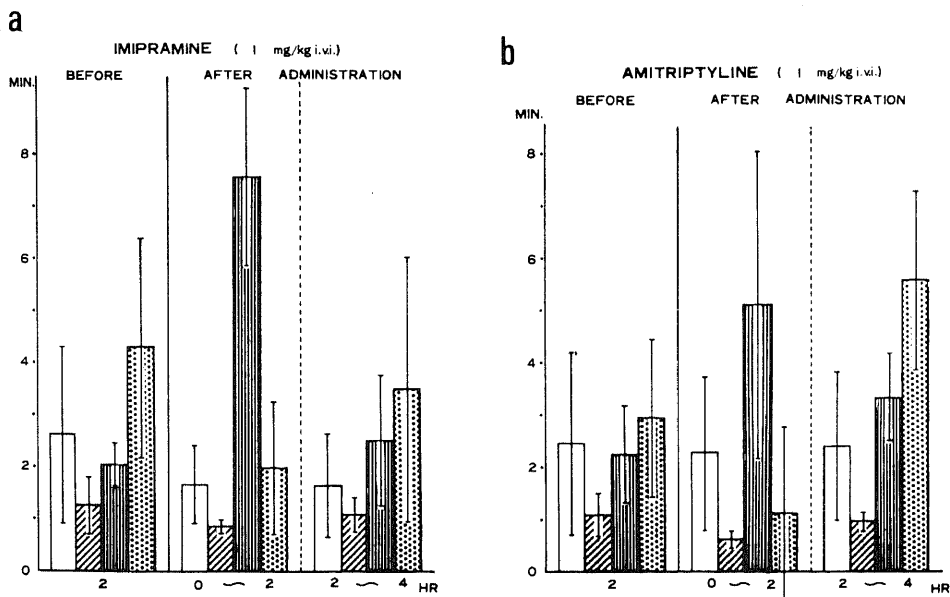 a
IMIPRAMINE ( 1 mg/kg i.v.i.)
BEFORE AFTER ADMINISTRATION
MIN.
8
6
4
2
0
2 0 ~ 2 2 ~ 4 HR
b
AMITRIPTYLINE ( 1 mg/kg i.v.i.)
BEFORE AFTER ADMINISTRATION
MIN.
8
6
4
2
0
2 0 ~ 2 2 ~ 4 HR